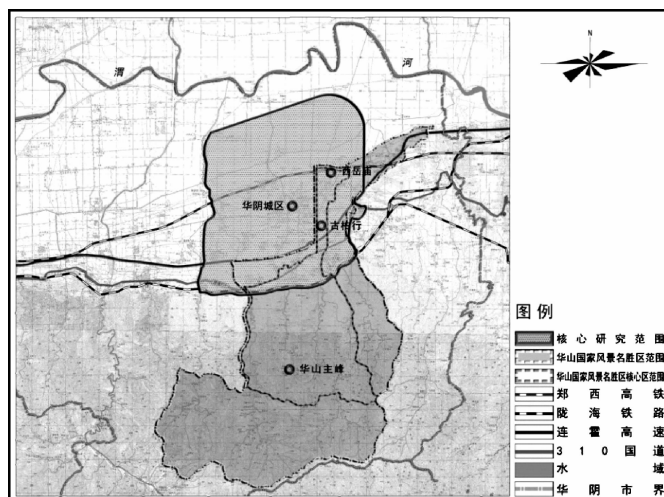 N
渭
河
西岳庙
华阴城区
古柏行
华山主峰
图例
核心研究范围
华山国家风景名胜区范围
华山国家风景名胜区核心区范围
郑西高铁
陇海铁路
连霍高速
310国道
水域
华阴市界